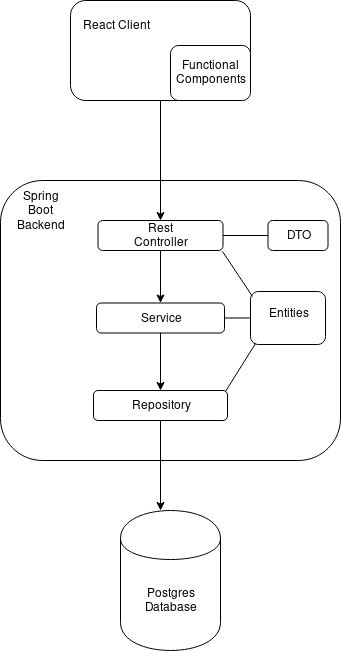 React Client
Functional
Components
Spring
Boot
Backend
Rest
Controller
DTO
Service
Entities
Repository
Postgres
Database